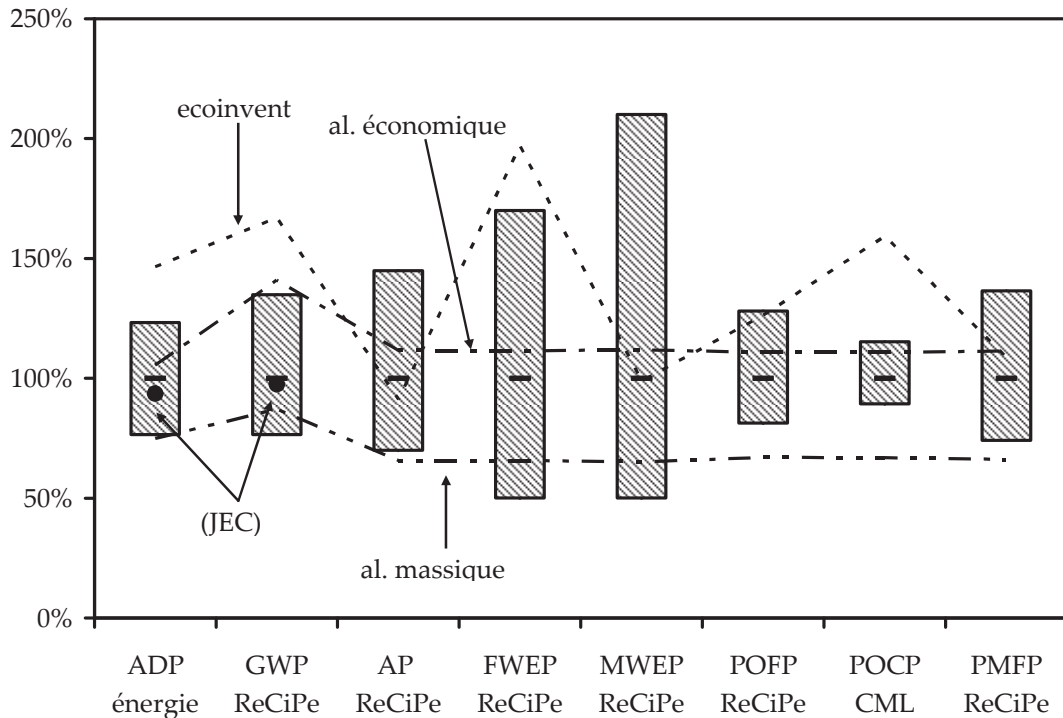 250%
200%
150%
100%
50%
0%
ecoinvent
al. économique
(JEC)
al. massique
ADP GWP AP FWEP MWEP POFP POCP PMFP
énergie ReCiPe ReCiPe ReCiPe ReCiPe ReCiPe CML ReCiPe